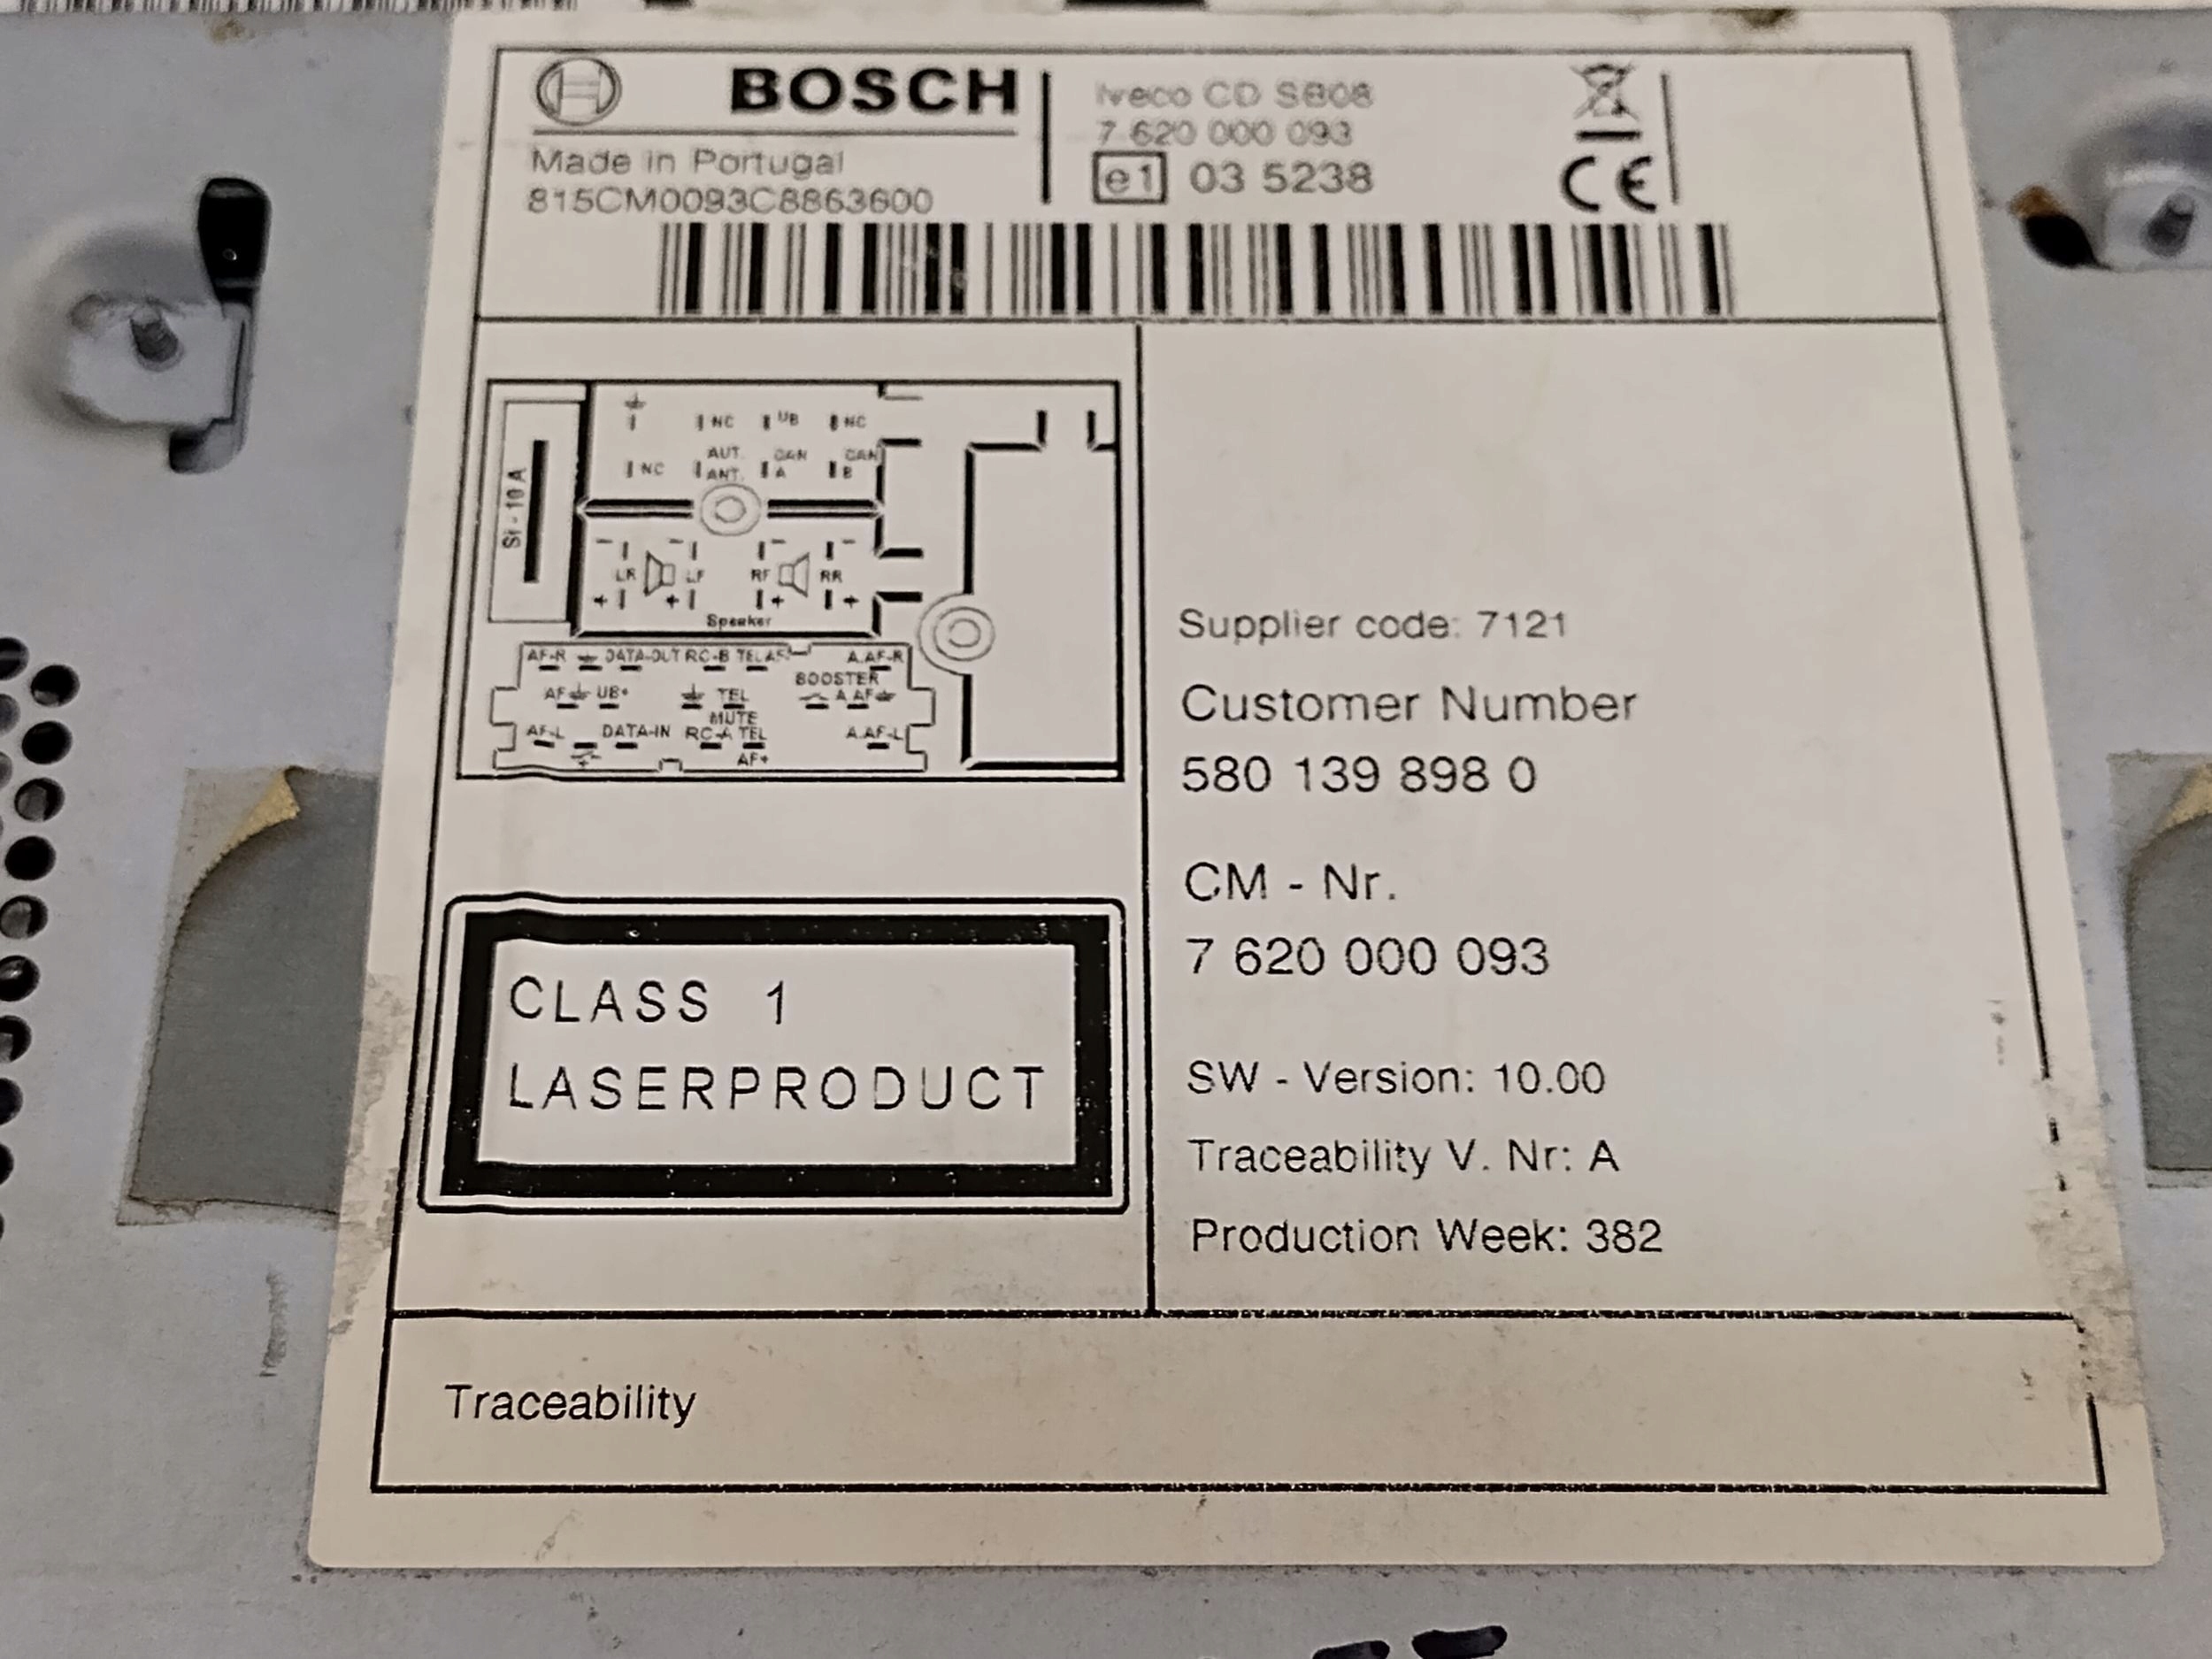 BOSCH
Made in Portugal
815CM0093C8863600
Iveco CD SB08
7 620 000 093
e1 03 5238
CE
NC UB NC
NC AUT. ANT. CAN A CAN B
10A
- - - -
LR LF RF RR
+ + + +
Speaker
AF-R DATA-OUT RC-B TEL AF- A.AF-R
BOOSTER
AF UB+ TEL A.AF
MUTE
AF-L DATA-IN RC-A TEL A.AF-L
AF+
Supplier code: 7121
Customer Number
580 139 898 0
CM - Nr.
7 620 000 093
SW - Version: 10.00
Traceability V. Nr: A
Production Week: 382
CLASS 1
LASERPRODUCT
Traceability